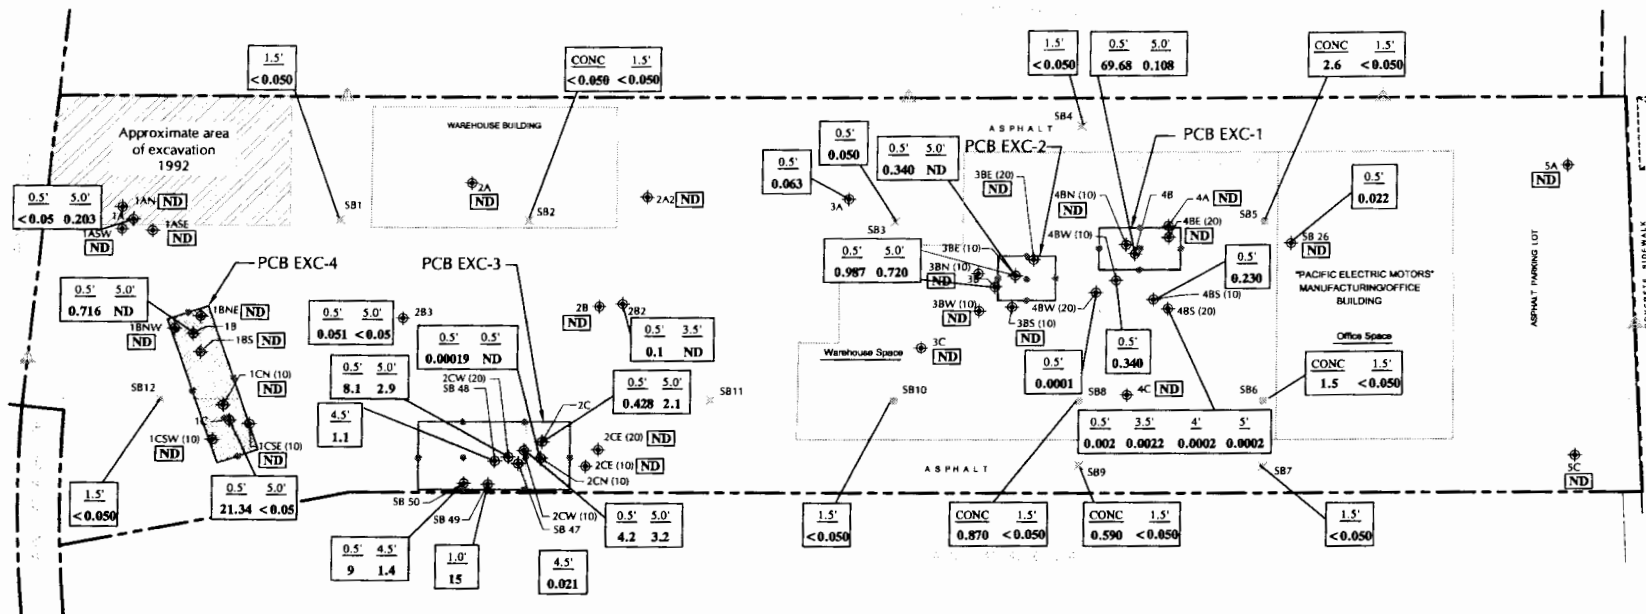 1.5'
<0.050
CONC 1.5'
<0.050 <0.050
1.5'
<0.050
0.5' 5.0'
69.68 0.108
CONC 1.5'
2.6 <0.050
Approximate area
of excavation
1992
WAREHOUSE BUILDING
ASPHALT
SB4
PCB EXC-1
PCB EXC-2
0.5'
0.050
0.5' 5.0'
0.340 ND
0.5'
0.063
3BE (20)
ND
4BN (10)
ND
4B
4A ND
4BE (20)
ND
5A
ND
0.5'
0.022
0.5' 5.0'
<0.05 0.203
1AN ND
1A
1ASW
ND
1ASE
ND
SB1
2A
ND
SB2
2A2 ND
3A
SB3
4BW (10)
SB5
SB 26
ND
0.5' 5.0'
0.987 0.720
3BE (10)
3BN (10)
ND
3B
3BW (10)
ND
3BS (10)
ND
4BW (20)
4BS (10)
4BS (20)
0.5'
0.230
"PACIFIC ELECTRIC MOTORS"
MANUFACTURING/OFFICE
BUILDING
ASPHALT PARKING LOT
SIDEWALK
PCB EXC-4
PCB EXC-3
0.5' 5.0'
0.716 ND
1BNE ND
1BNW
ND
1B
1BS ND
0.5' 5.0'
0.051 <0.05
2B3
2B
ND
2B2
0.5' 3.5'
0.1 ND
0.5' 0.5'
0.00019 ND
0.5' 5.0'
8.1 2.9
2CW (20)
SB 48
0.5' 5.0'
0.428 2.1
Warehouse Space
3C
ND
0.5'
0.0001
0.5'
0.340
Office Space
CONC 1.5'
1.5 <0.050
SB12
1CN (10)
ND
1C
1CSW (10)
ND
1CSE (10)
ND
4.5'
1.1
2C
2CE (20) ND
2CE (10) ND
2CN (10)
SB11
SB10
SB8
4C ND
SB6
0.5' 3.5' 4' 5'
0.002 0.0022 0.0002 0.0002
ASPHALT
SB9
SB7
5C
ND
1.5'
<0.050
0.5' 5.0'
21.34 <0.05
SB 50
SB 49
2CW (10)
SB 47
0.5' 5.0'
4.2 3.2
1.5'
<0.050
CONC 1.5'
0.870 <0.050
CONC 1.5'
0.590 <0.050
1.5'
<0.050
0.5' 4.5'
9 1.4
1.0'
15
4.5'
0.021